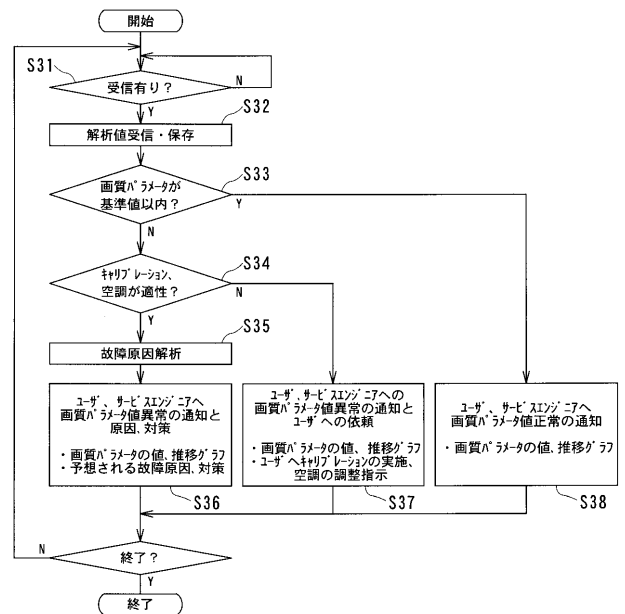 開始
S31
受信有り？
N
Y
S32
解析値受信・保存
S33
画質ﾊﾟﾗﾒｰﾀが
基準値以内？
Y
N
S34
ｷｬﾘﾌﾞﾚｰｼｮﾝ、
空調が適性？
N
Y
S35
故障原因解析
ﾕｰｻﾞ、ｻｰﾋﾞｽｴﾝｼﾞﾆｱへ
画質ﾊﾟﾗﾒｰﾀ値異常の通知と
原因、対策
・画質ﾊﾟﾗﾒｰﾀの値、推移ｸﾞﾗﾌ
・予想される故障原因、対策
S36
ﾕｰｻﾞ、ｻｰﾋﾞｽｴﾝｼﾞﾆｱへの
画質ﾊﾟﾗﾒｰﾀ値異常の通知と
ﾕｰｻﾞへの依頼
・画質ﾊﾟﾗﾒｰﾀの値、推移ｸﾞﾗﾌ
・ﾕｰｻﾞへｷｬﾘﾌﾞﾚｰｼｮﾝの実施、
空調の調整指示
S37
ﾕｰｻﾞ、ｻｰﾋﾞｽｴﾝｼﾞﾆｱへ
画質ﾊﾟﾗﾒｰﾀ値正常の通知
・画質ﾊﾟﾗﾒｰﾀの値、推移ｸﾞﾗﾌ
S38
N
終了？
Y
終了